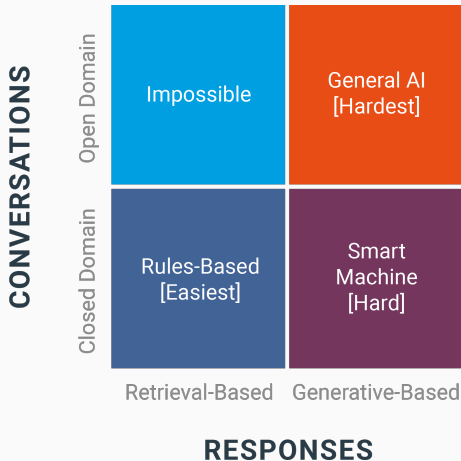 CONVERSATIONS
Open Domain
Closed Domain
Impossible
General AI
[Hardest]
Rules-Based
[Easiest]
Smart
Machine
[Hard]
Retrieval-Based
Generative-Based
RESPONSES